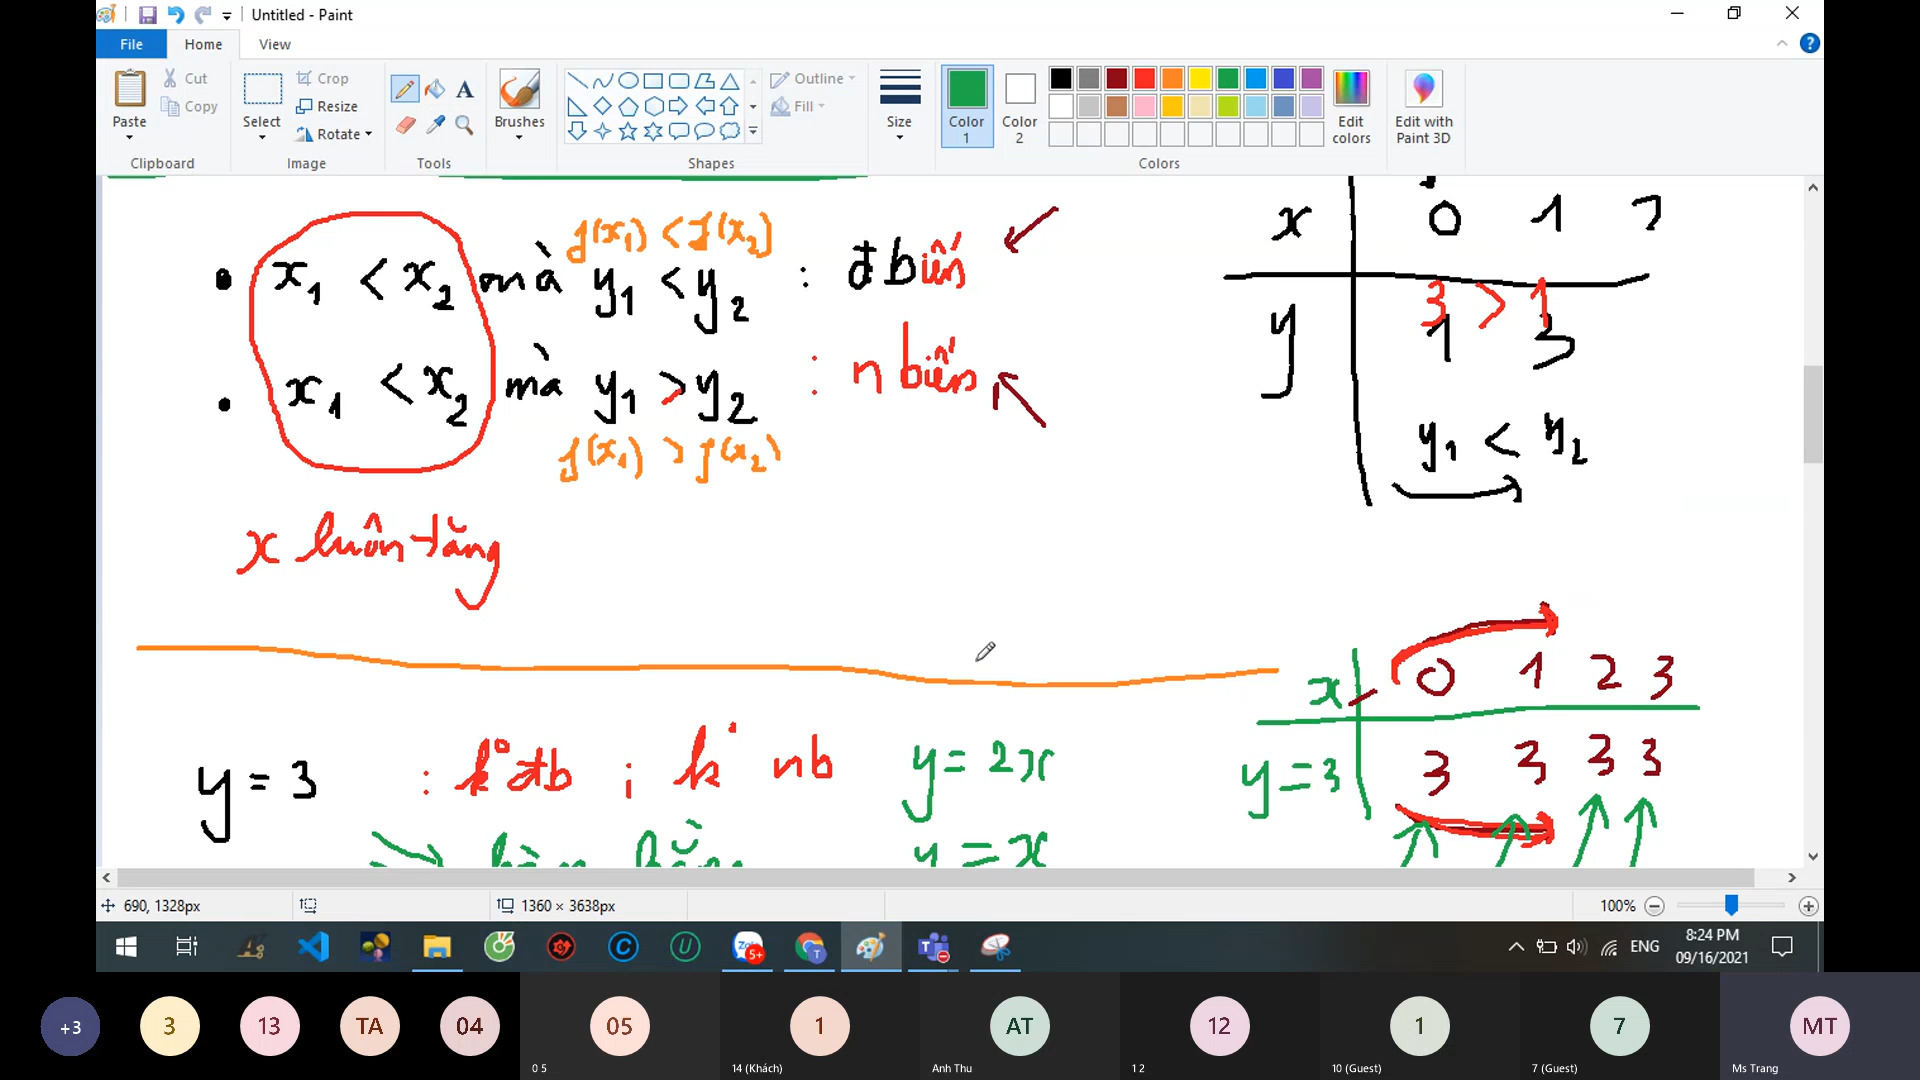 Untitled - Paint
File Home View
Paste Cut Copy Clipboard
Select Crop Resize Rotate Image
Tools
Brushes
Shapes Outline Fill
Size
Color 1 Color 2
Edit colors
Edit with Paint 3D
Colors
f(x₁) < f(x₂)
• x₁ < x₂ mà y₁ < y₂ : đbiến
• x₁ < x₂ mà y₁ > y₂ : nbiến
f(x₁) > f(x₂)
x luôn tăng
x 0 1
3 > 1
y 1 3
y₁ < y₂
x 0 1 2 3
y = 3 3 3 3 3
y = 3 : k° đb ; k° nb
y = 2x
y = x
690, 1328px
1360 × 3638px
100%
Zalo 5+
ENG
8:24 PM
09/16/2021
+3 3 13 TA 04 05 1 AT 12 1 7 MT
0 5 14 (Khách) Anh Thu 1 2 10 (Guest) 7 (Guest) Ms Trang